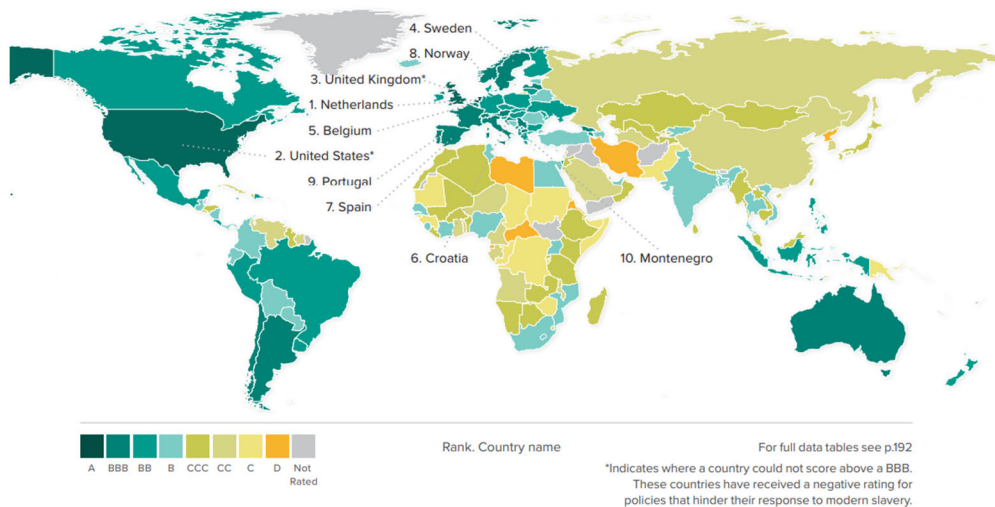 4. Sweden
8. Norway
3. United Kingdom*
1. Netherlands
5. Belgium
2. United States*
9. Portugal
7. Spain
6. Croatia
10. Montenegro
A BBB BB B CCC CC C D Not Rated
Rank. Country name
For full data tables see p.192
*Indicates where a country could not score above a BBB.
These countries have received a negative rating for
policies that hinder their response to modern slavery.